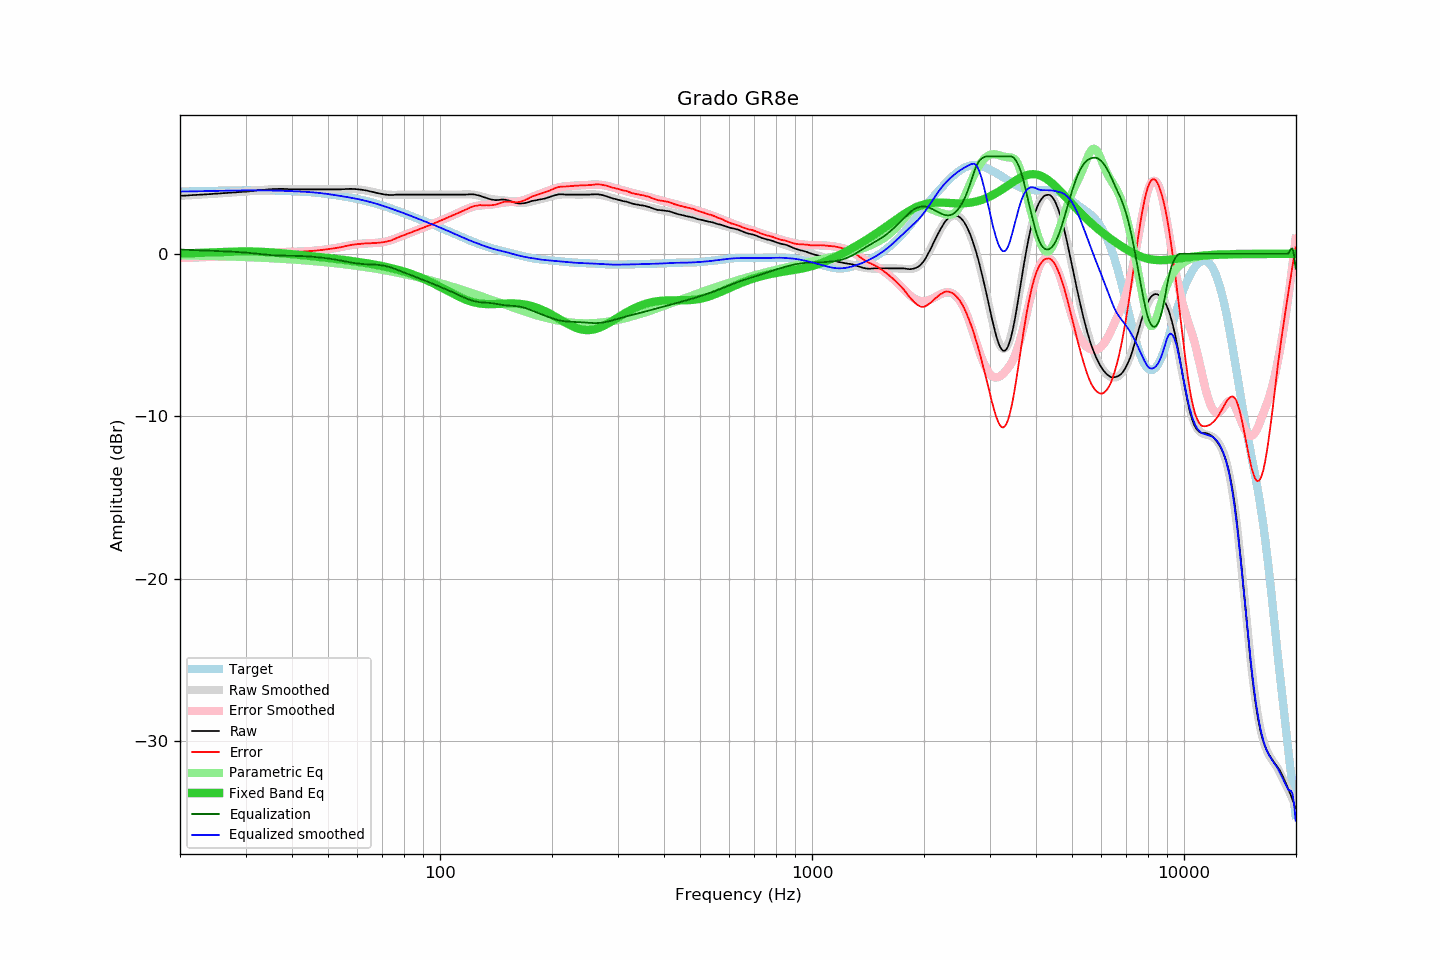 Grado GR8e
Amplitude (dBr)
0
−10
−20
−30
Target
Raw Smoothed
Error Smoothed
Raw
Error
Parametric Eq
Fixed Band Eq
Equalization
Equalized smoothed
100
1000
10000
Frequency (Hz)